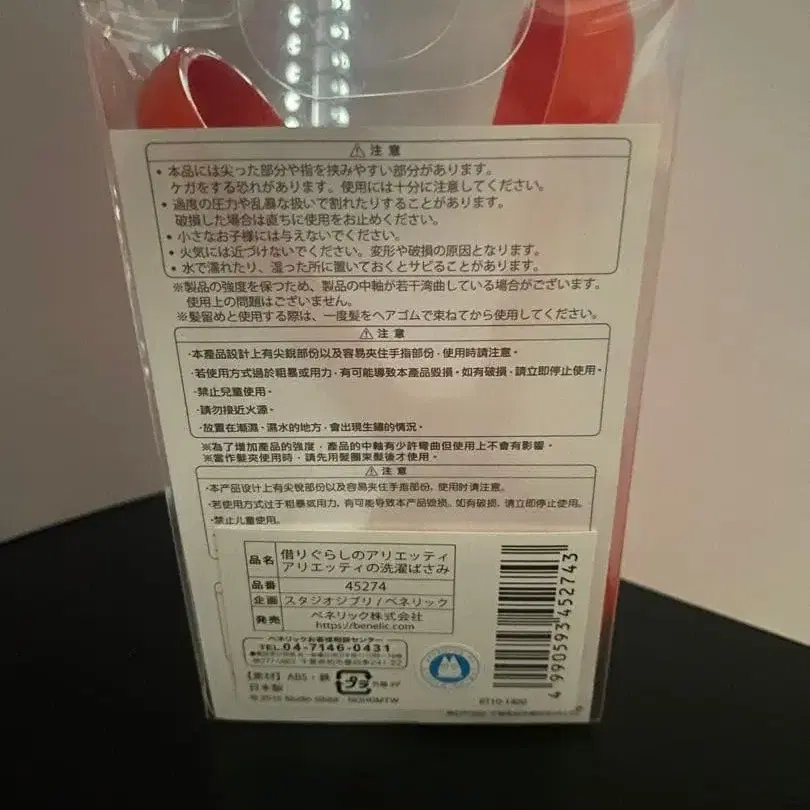 ⚠注意
・本品には尖った部分や指を挟みやすい部分があります。
ケガをする恐れがあります。使用には十分に注意してください。
・過度の圧力や乱暴な扱いで割れたりすることがあります。
破損した場合は直ちに使用をお止めください。
・小さなお子様には与えないでください。
・火気には近づけないでください。変形や破損の原因となります。
・水で濡れたり、湿った所に置いておくとサビることがあります。
※製品の強度を保つため、製品の中軸が若干湾曲している場合がございます。
使用上の問題はございません。
※髪留めと使用する際は、一度髪をヘアゴムで束ねてから使用してください。
⚠注意
·本產品設計上有尖銳部份以及容易夾住手指部份,使用時請注意。
·若使用方式過於粗暴或用力,有可能導致本產品毀損。如有破損,請立即停止使用。
·禁止兒童使用。
·請勿接近火源。
·放置在潮濕、濕水的地方,會出現生鏽的情況。
※為了增加產品的強度,產品的中軸有少許彎曲但使用上不會有影響。
※當作髮夾使用時,請先用髮圈束髮後才使用。
⚠注意
·本产品设计上有尖锐部份以及容易夹住手指部份,使用时请注意。
·若使用方式过于粗暴或用力,有可能导致本产品毁损。如有破损,请立即停止使用。
·禁止儿童使用。
品名 借りぐらしのアリエッティ
アリエッティの洗濯ばさみ
品番 45274
企画 スタジオジブリ/ベネリック
発売 ベネリック株式会社
https://benelic.com
ベネリックお客様相談センター
TEL.04-7146-0431
【素材】ABS・鉄
日本製
プラ
© 2010 Studio Ghibli・NDHDMTW
4 990593 452743